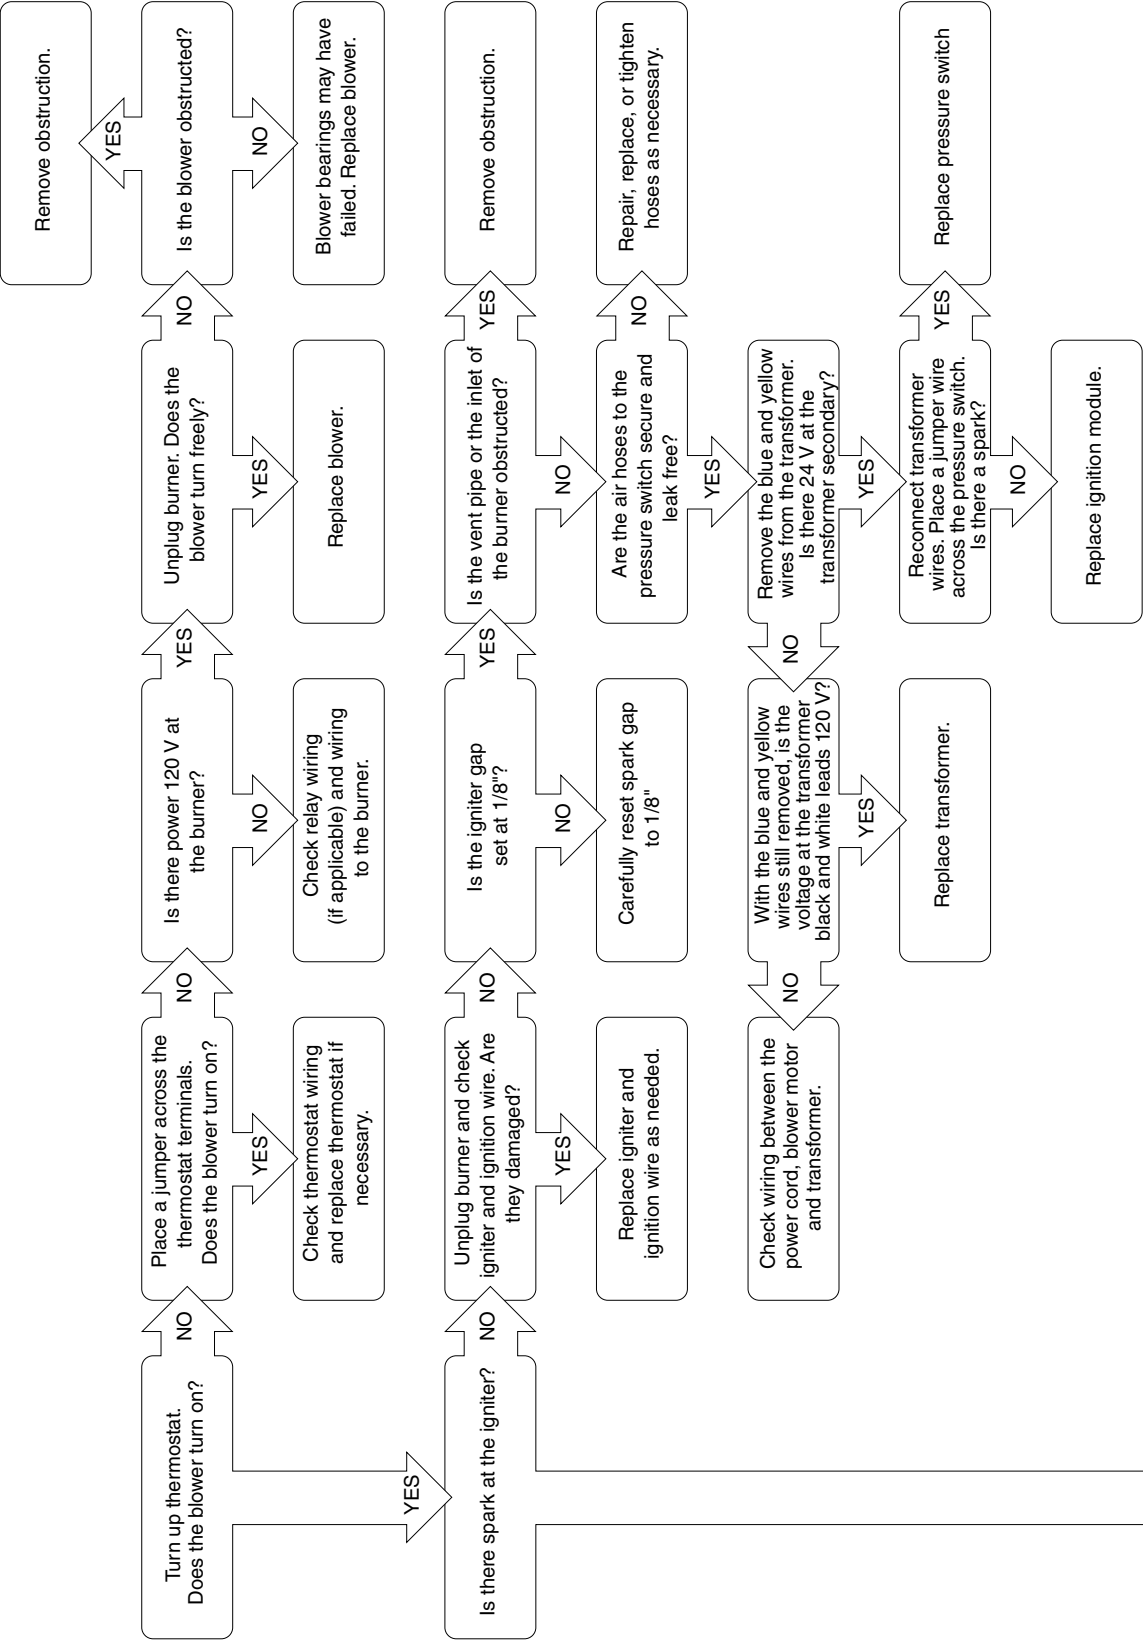 Turn up thermostat.
Does the blower turn on?
NO
Place a jumper across the
thermostat terminals.
Does the blower turn on?
NO
Is there power 120 V at
the burner?
YES
Unplug burner. Does the
blower turn freely?
NO
Is the blower obstructed?
YES
Remove obstruction.
NO
Blower bearings may have
failed. Replace blower.
YES
Replace blower.
NO
Check relay wiring
(if applicable) and wiring
to the burner.
YES
Check thermostat wiring
and replace thermostat if
necessary.
YES
Is there spark at the igniter?
NO
Unplug burner and check
igniter and ignition wire. Are
they damaged?
NO
Is the igniter gap
set at 1/8"?
YES
Is the vent pipe or the inlet of
the burner obstructed?
YES
Remove obstruction.
YES
Replace igniter and
ignition wire as needed.
NO
Carefully reset spark gap
to 1/8"
NO
Are the air hoses to the
pressure switch secure and
leak free?
NO
Repair, replace, or tighten
hoses as necessary.
YES
Remove the blue and yellow
wires from the transformer.
Is there 24 V at the
transformer secondary?
NO
With the blue and yellow
wires still removed, is the
voltage at the transformer
black and white leads 120 V?
NO
Check wiring between the
power cord, blower motor
and transformer.
YES
Replace transformer.
YES
Reconnect transformer
wires. Place a jumper wire
across the pressure switch.
Is there a spark?
YES
Replace pressure switch
NO
Replace ignition module.